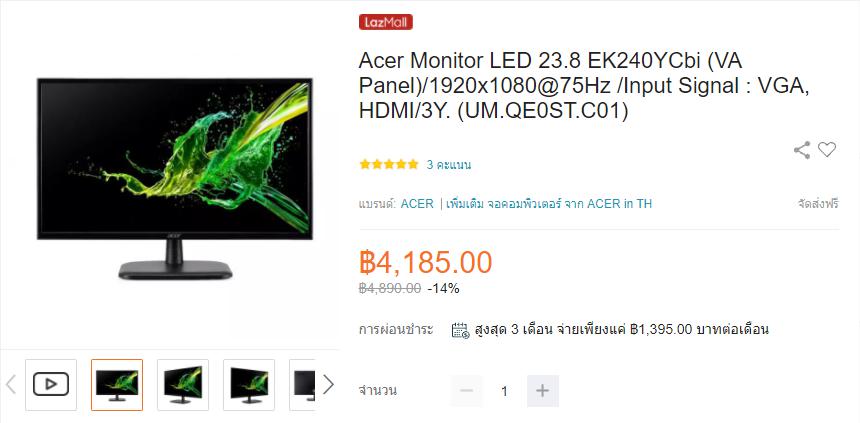 LazMall
Acer Monitor LED 23.8 EK240YCbi (VA
Panel)/1920x1080@75Hz /Input Signal : VGA,
HDMI/3Y. (UM.QE0ST.C01)
3 คะแนน
แบรนด์: ACER | เพิ่มเติม จอคอมพิวเตอร์ จาก ACER in TH
จัดส่งฟรี
฿4,185.00
฿4,890.00 -14%
การผ่อนชำระ สูงสุด 3 เดือน จ่ายเพียงแค่ ฿1,395.00 บาทต่อเดือน
จำนวน − 1 +
acer